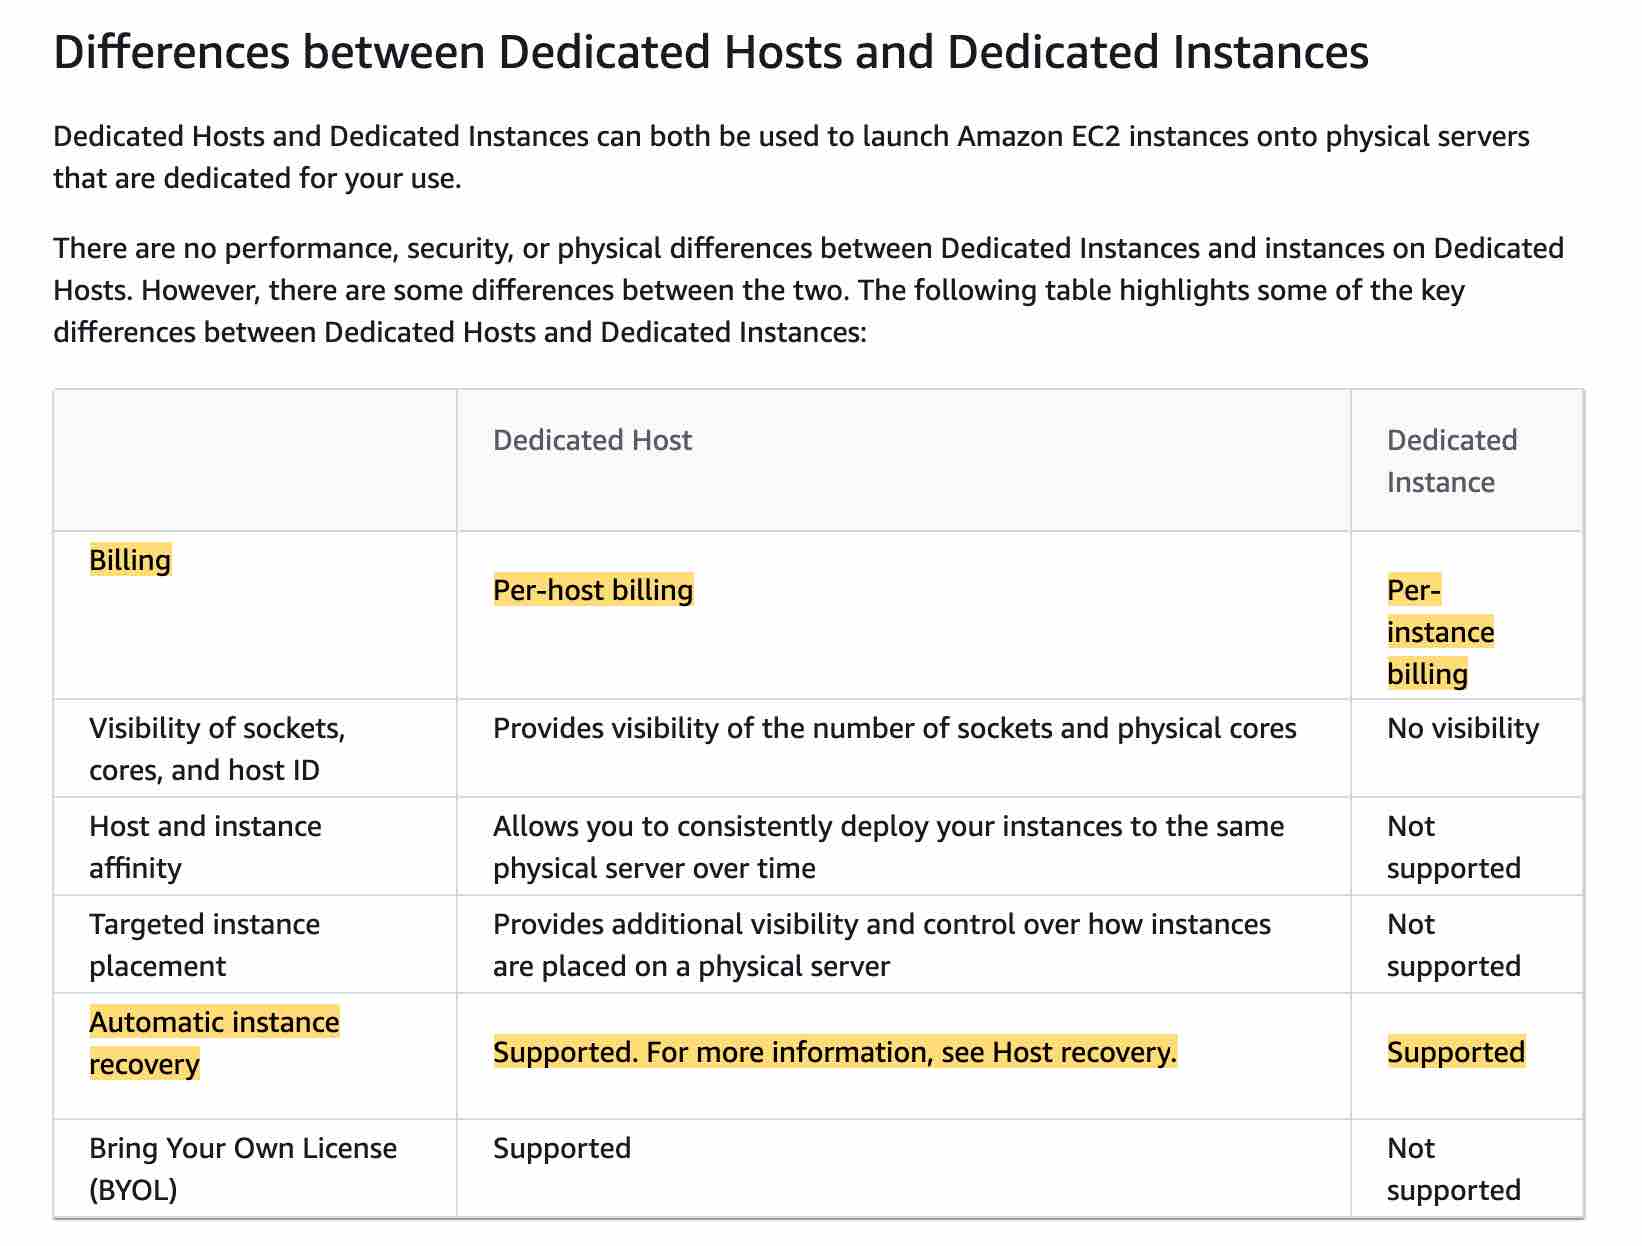 Differences between Dedicated Hosts and Dedicated Instances
Dedicated Hosts and Dedicated Instances can both be used to launch Amazon EC2 instances onto physical servers
that are dedicated for your use.
There are no performance, security, or physical differences between Dedicated Instances and instances on Dedicated
Hosts. However, there are some differences between the two. The following table highlights some of the key
differences between Dedicated Hosts and Dedicated Instances:
Dedicated Host
Dedicated
Instance
Billing
Per-host billing
Per-
instance
billing
Visibility of sockets,
cores, and host ID
Provides visibility of the number of sockets and physical cores
No visibility
Host and instance
affinity
Allows you to consistently deploy your instances to the same
physical server over time
Not
supported
Targeted instance
placement
Provides additional visibility and control over how instances
are placed on a physical server
Not
supported
Automatic instance
recovery
Supported. For more information, see Host recovery.
Supported
Bring Your Own License
(BYOL)
Supported
Not
supported